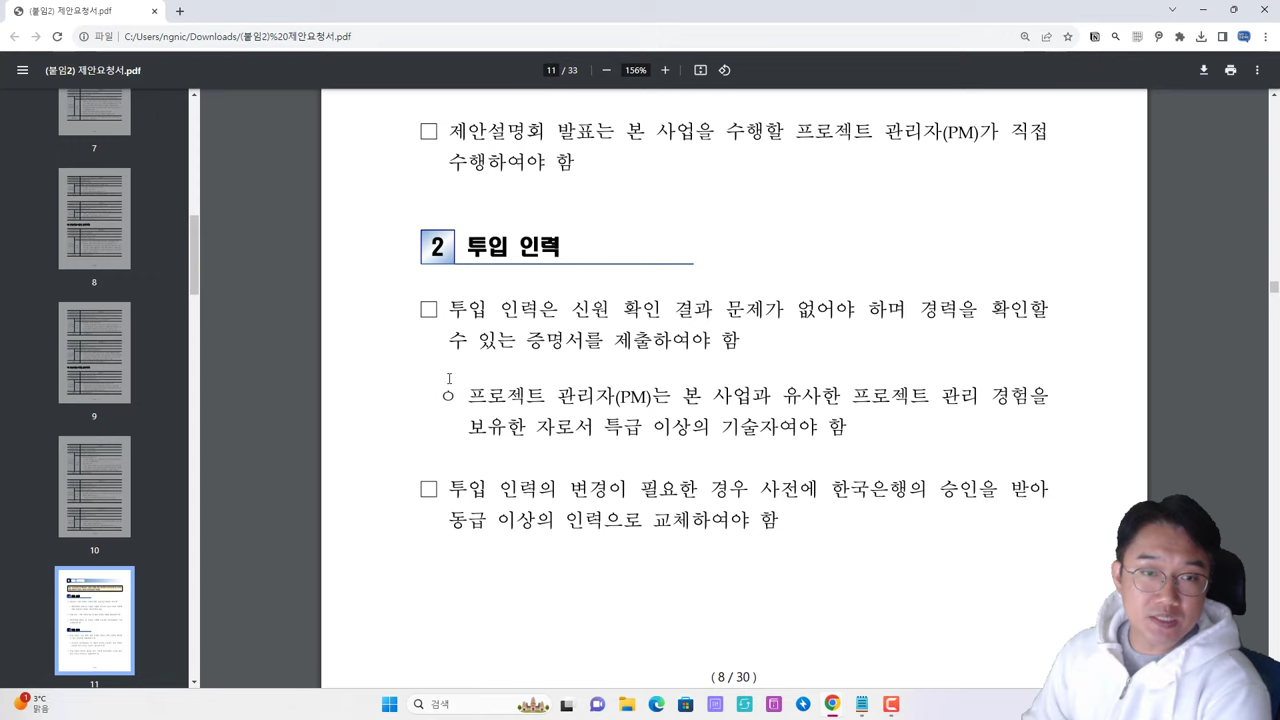 (붙임2) 제안요청서.pdf
파일 C:/Users/ngnic/Downloads/(붙임2)%20제안요청서.pdf
(붙임2) 제안요청서.pdf
11 / 33
156%
7
8
9
10
11
□ 제안설명회 발표는 본 사업을 수행할 프로젝트 관리자(PM)가 직접
수행하여야 함
2 투입 인력
□ 투입 인력은 신원 확인 결과 문제가 없어야 하며 경력을 확인할
수 있는 증명서를 제출하여야 함
○ 프로젝트 관리자(PM)는 본 사업과 유사한 프로젝트 관리 경험을
보유한 자로서 특급 이상의 기술자여야 함
□ 투입 인력의 변경이 필요한 경우 사전에 한국은행의 승인을 받아
동급 이상의 인력으로 교체하여야 함
( 8 / 30 )
1
3°C
맑음
검색